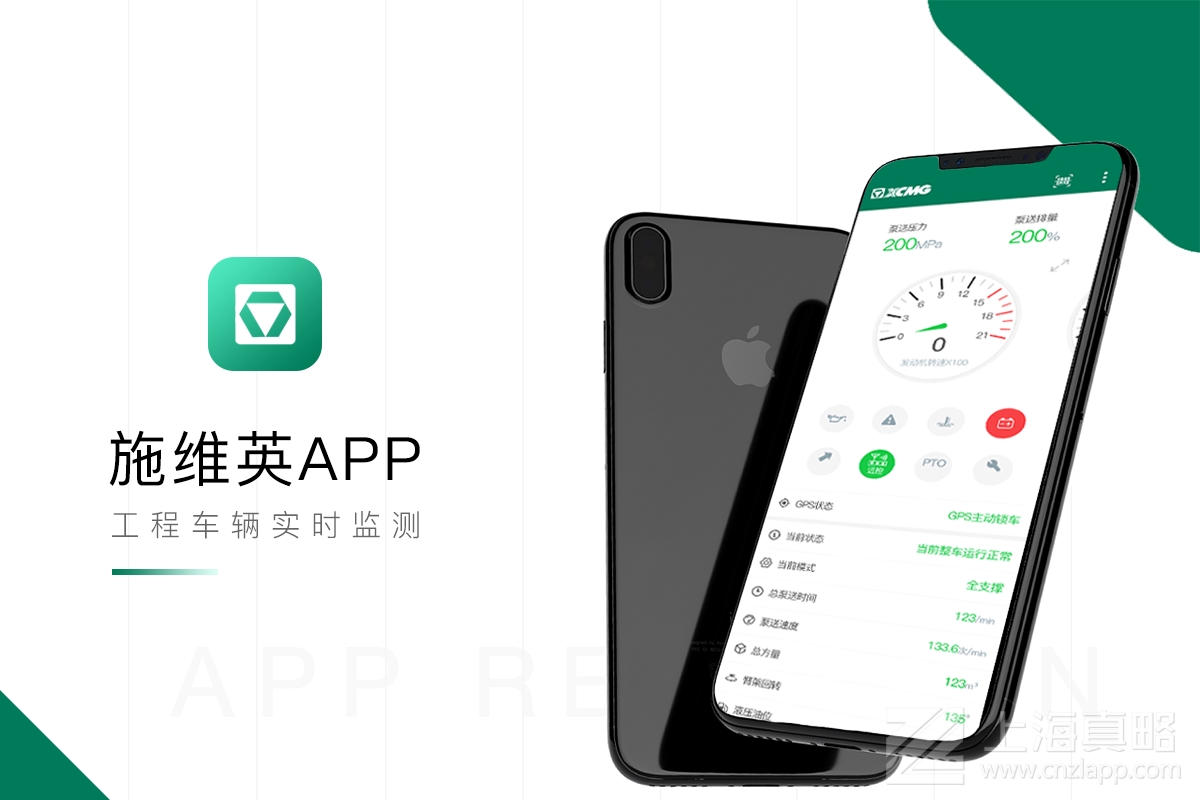 施维英APP
工程车辆实时监测
XCMG
泵送压力
200MPa
泵送排量
200%
0
3
6
9
12
15
18
21
0
发动机转速X100
3000
远控
PTO
GPS状态
GPS主动锁车
当前状态
当前整车运行正常
当前模式
全支撑
总泵送时间
123/min
泵送速度
133.6次/min
总方量
123m³
臂架回转
135°
液压油位
APP RE
N
上海真略
www.cnzlapp.com